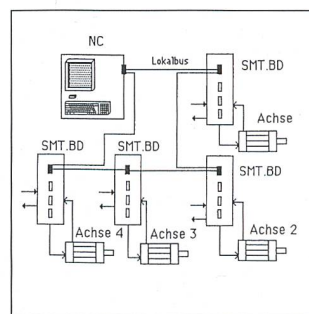 NC
Lokalbus
SMT.BD
Achse
SMT.BD
SMT.BD
SMT.BD
Achse 4
Achse 3
Achse 2